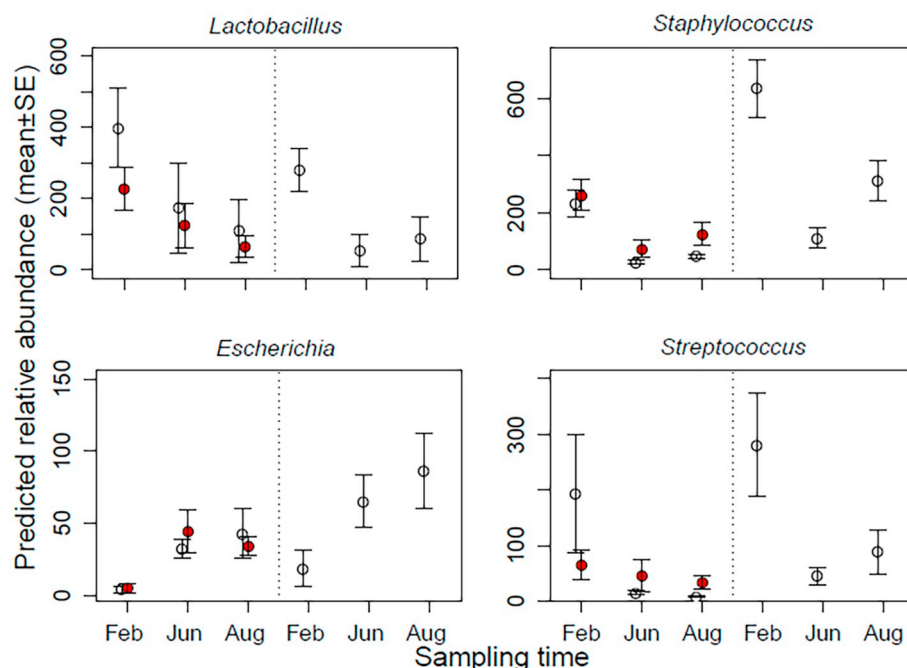 Predicted relative abundance (mean±SE)
Lactobacillus
600
400
200
0
Staphylococcus
600
200
0
Escherichia
150
100
50
0
Feb Jun Aug Feb Jun Aug
Streptococcus
300
100
0
Feb Jun Aug Feb Jun Aug
Sampling time